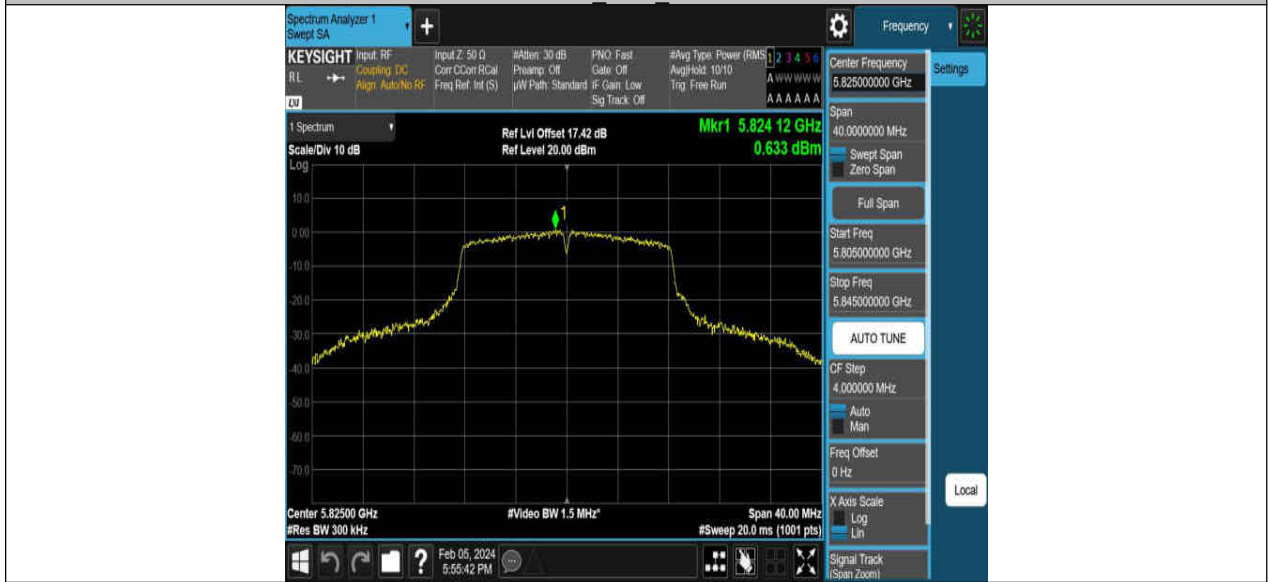 Spectrum Analyzer 1
Swept SA
+
Frequency
KEYSIGHT
RL
LXI
Input: RF
Coupling: DC
Align: Auto/No RF
Input Z: 50 Ω
Corr CCorr RCal
Freq Ref: Int (S)
#Atten: 30 dB
Preamp: Off
µW Path: Standard
PNO: Fast
Gate: Off
IF Gain: Low
Sig Track: Off
#Avg Type: Power (RMS
Avg|Hold: 10/10
Trig: Free Run
1 2 3 4 5 6
A W W W W W
A A A A A A
Center Frequency
5.825000000 GHz
Settings
Span
40.0000000 MHz
Swept Span
Zero Span
Full Span
Start Freq
5.805000000 GHz
Stop Freq
5.845000000 GHz
AUTO TUNE
CF Step
4.000000 MHz
Auto
Man
Freq Offset
0 Hz
X Axis Scale
Log
Lin
Local
Signal Track
(Span Zoom)
1 Spectrum
Scale/Div 10 dB
Log
Ref Lvl Offset 17.42 dB
Ref Level 20.00 dBm
Mkr1 5.824 12 GHz
0.633 dBm
1
10.0
0.00
-10.0
-20.0
-30.0
-40.0
-50.0
-60.0
-70.0
Center 5.82500 GHz
#Res BW 300 kHz
#Video BW 1.5 MHz*
Span 40.00 MHz
#Sweep 20.0 ms (1001 pts)
?
Feb 05, 2024
5:55:42 PM